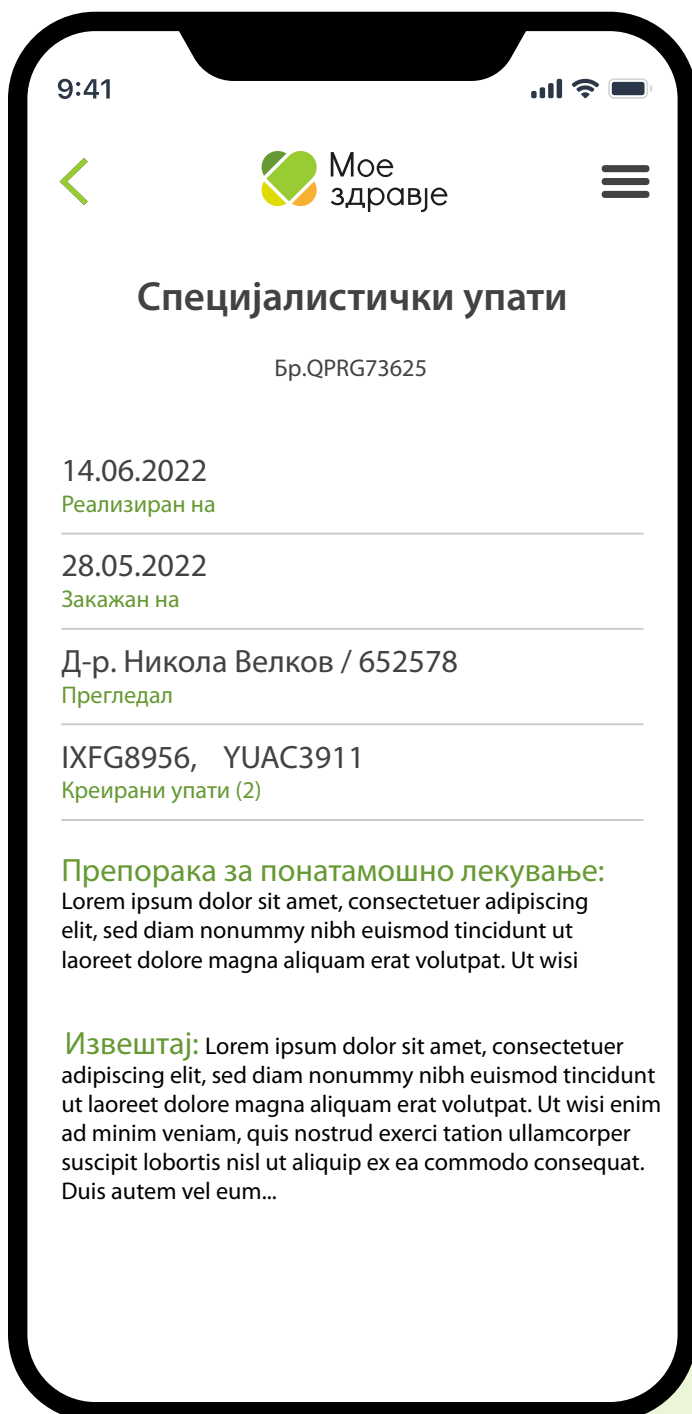 9:41
Мое
здравје
Специјалистички упати
Бр.QPRG73625
14.06.2022
Реализиран на
28.05.2022
Закажан на
Д-р. Никола Велков / 652578
Прегледал
IXFG8956, YUAC3911
Креирани упати (2)
Препорака за понатамошно лекување:
Lorem ipsum dolor sit amet, consectetuer adipiscing
elit, sed diam nonummy nibh euismod tincidunt ut
laoreet dolore magna aliquam erat volutpat. Ut wisi
Извештај: Lorem ipsum dolor sit amet, consectetuer
adipiscing elit, sed diam nonummy nibh euismod tincidunt
ut laoreet dolore magna aliquam erat volutpat. Ut wisi enim
ad minim veniam, quis nostrud exerci tation ullamcorper
suscipit lobortis nisl ut aliquip ex ea commodo consequat.
Duis autem vel eum...